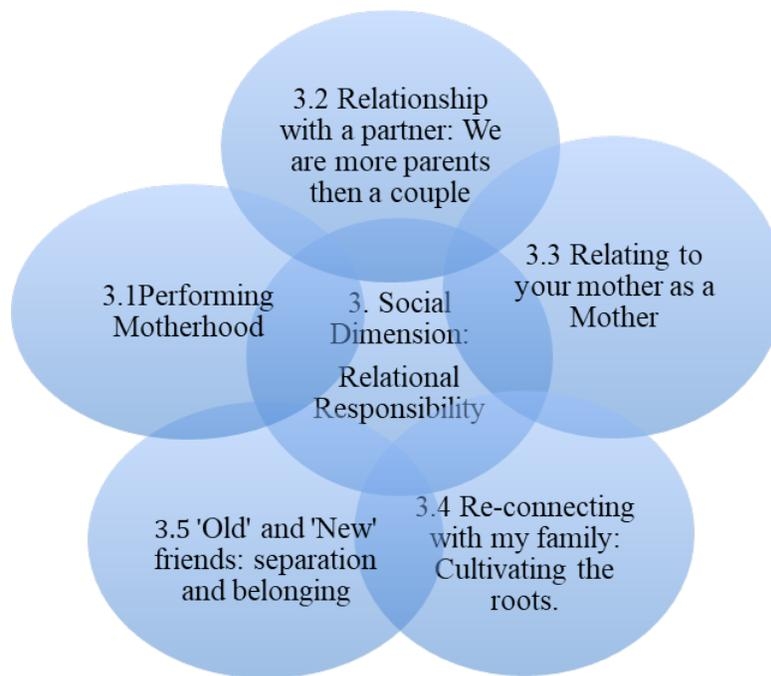 3.2 Relationship
with a partner: We
are more parents
then a couple
3.1Performing
Motherhood
3. Social
Dimension:
Relational
Responsibility
3.3 Relating to
your mother as a
Mother
3.5 'Old' and 'New'
friends: separation
and belonging
3.4 Re-connecting
with my family:
Cultivating the
roots.